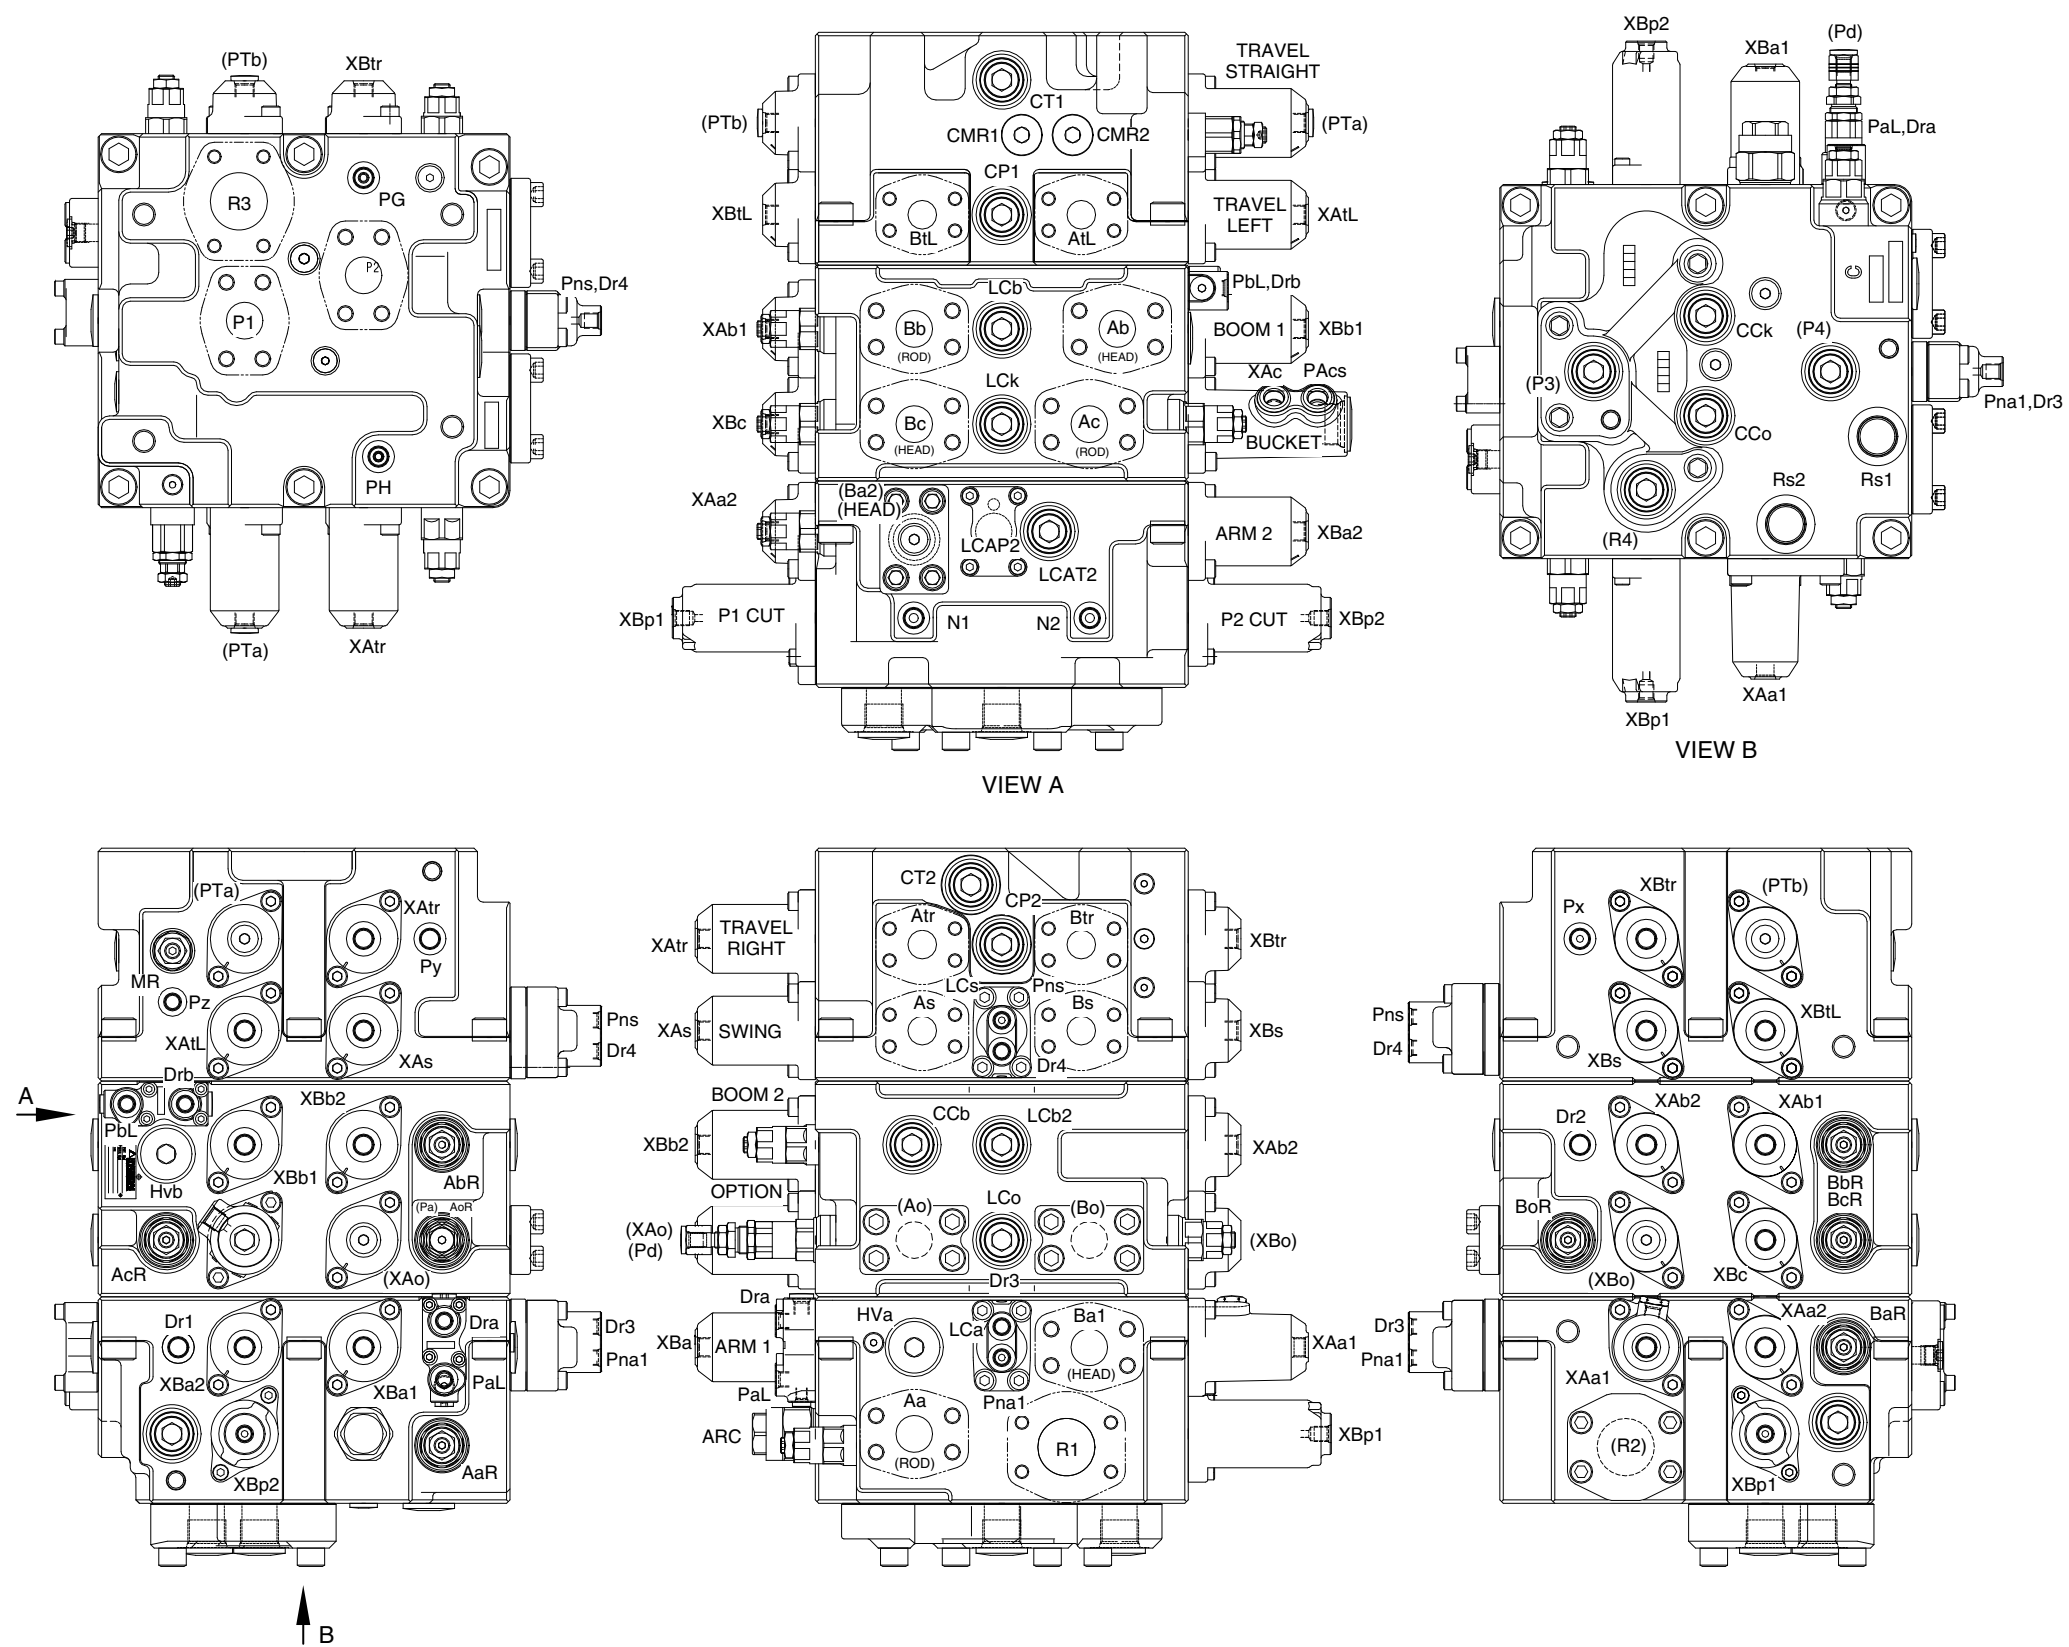 (PTb)
XBtr
R3
PG
P2
P1
Pns,Dr4
PH
(PTa)
XAtr
TRAVEL
STRAIGHT
CT1
(PTb)
CMR1
CMR2
(PTa)
CP1
XBtL
BtL
AtL
TRAVEL
LEFT
XAtL
LCb
PbL,Drb
XAb1
Bb
(ROD)
Ab
(HEAD)
BOOM 1
XBb1
LCk
XAc
PAcs
XBc
Bc
(HEAD)
Ac
(ROD)
BUCKET
XAa2
(Ba2)
(HEAD)
LCAP2
LCAT2
ARM 2
XBa2
XBp1
P1 CUT
N1
N2
P2 CUT
XBp2
VIEW A
XBp2
XBa1
(Pd)
PaL,Dra
C
CCk
(P4)
(P3)
Pna1,Dr3
CCo
Rs2
Rs1
(R4)
XBp1
XAa1
VIEW B
(PTa)
XAtr
MR
Py
Pz
XAtL
XAs
Pns
Dr4
Drb
A
PbL
XBb2
Hvb
XBb1
AbR
(Pa)
AoR
AcR
(XAo)
Dr1
Dra
Dr3
Pna1
XBa2
XBa1
PaL
XBp2
AaR
B
CT2
CP2
Atr
Btr
XAtr
TRAVEL
RIGHT
XBtr
LCs
Pns
As
Bs
XAs
SWING
XBs
Dr4
BOOM 2
CCb
LCb2
XBb2
XAb2
OPTION
LCo
(Ao)
(Bo)
(XAo)
(Pd)
(XBo)
Dr3
Dra
HVa
LCa
Ba1
(HEAD)
XBa
ARM 1
XAa1
PaL
Pna1
Aa
(ROD)
ARC
R1
XBp1
XBtr
(PTb)
Px
XBtL
Pns
Dr4
XBs
XAb2
XAb1
Dr2
BbR
BcR
BoR
(XBo)
XBc
XAa2
BaR
Dr3
Pna1
XAa1
(R2)
XBp1